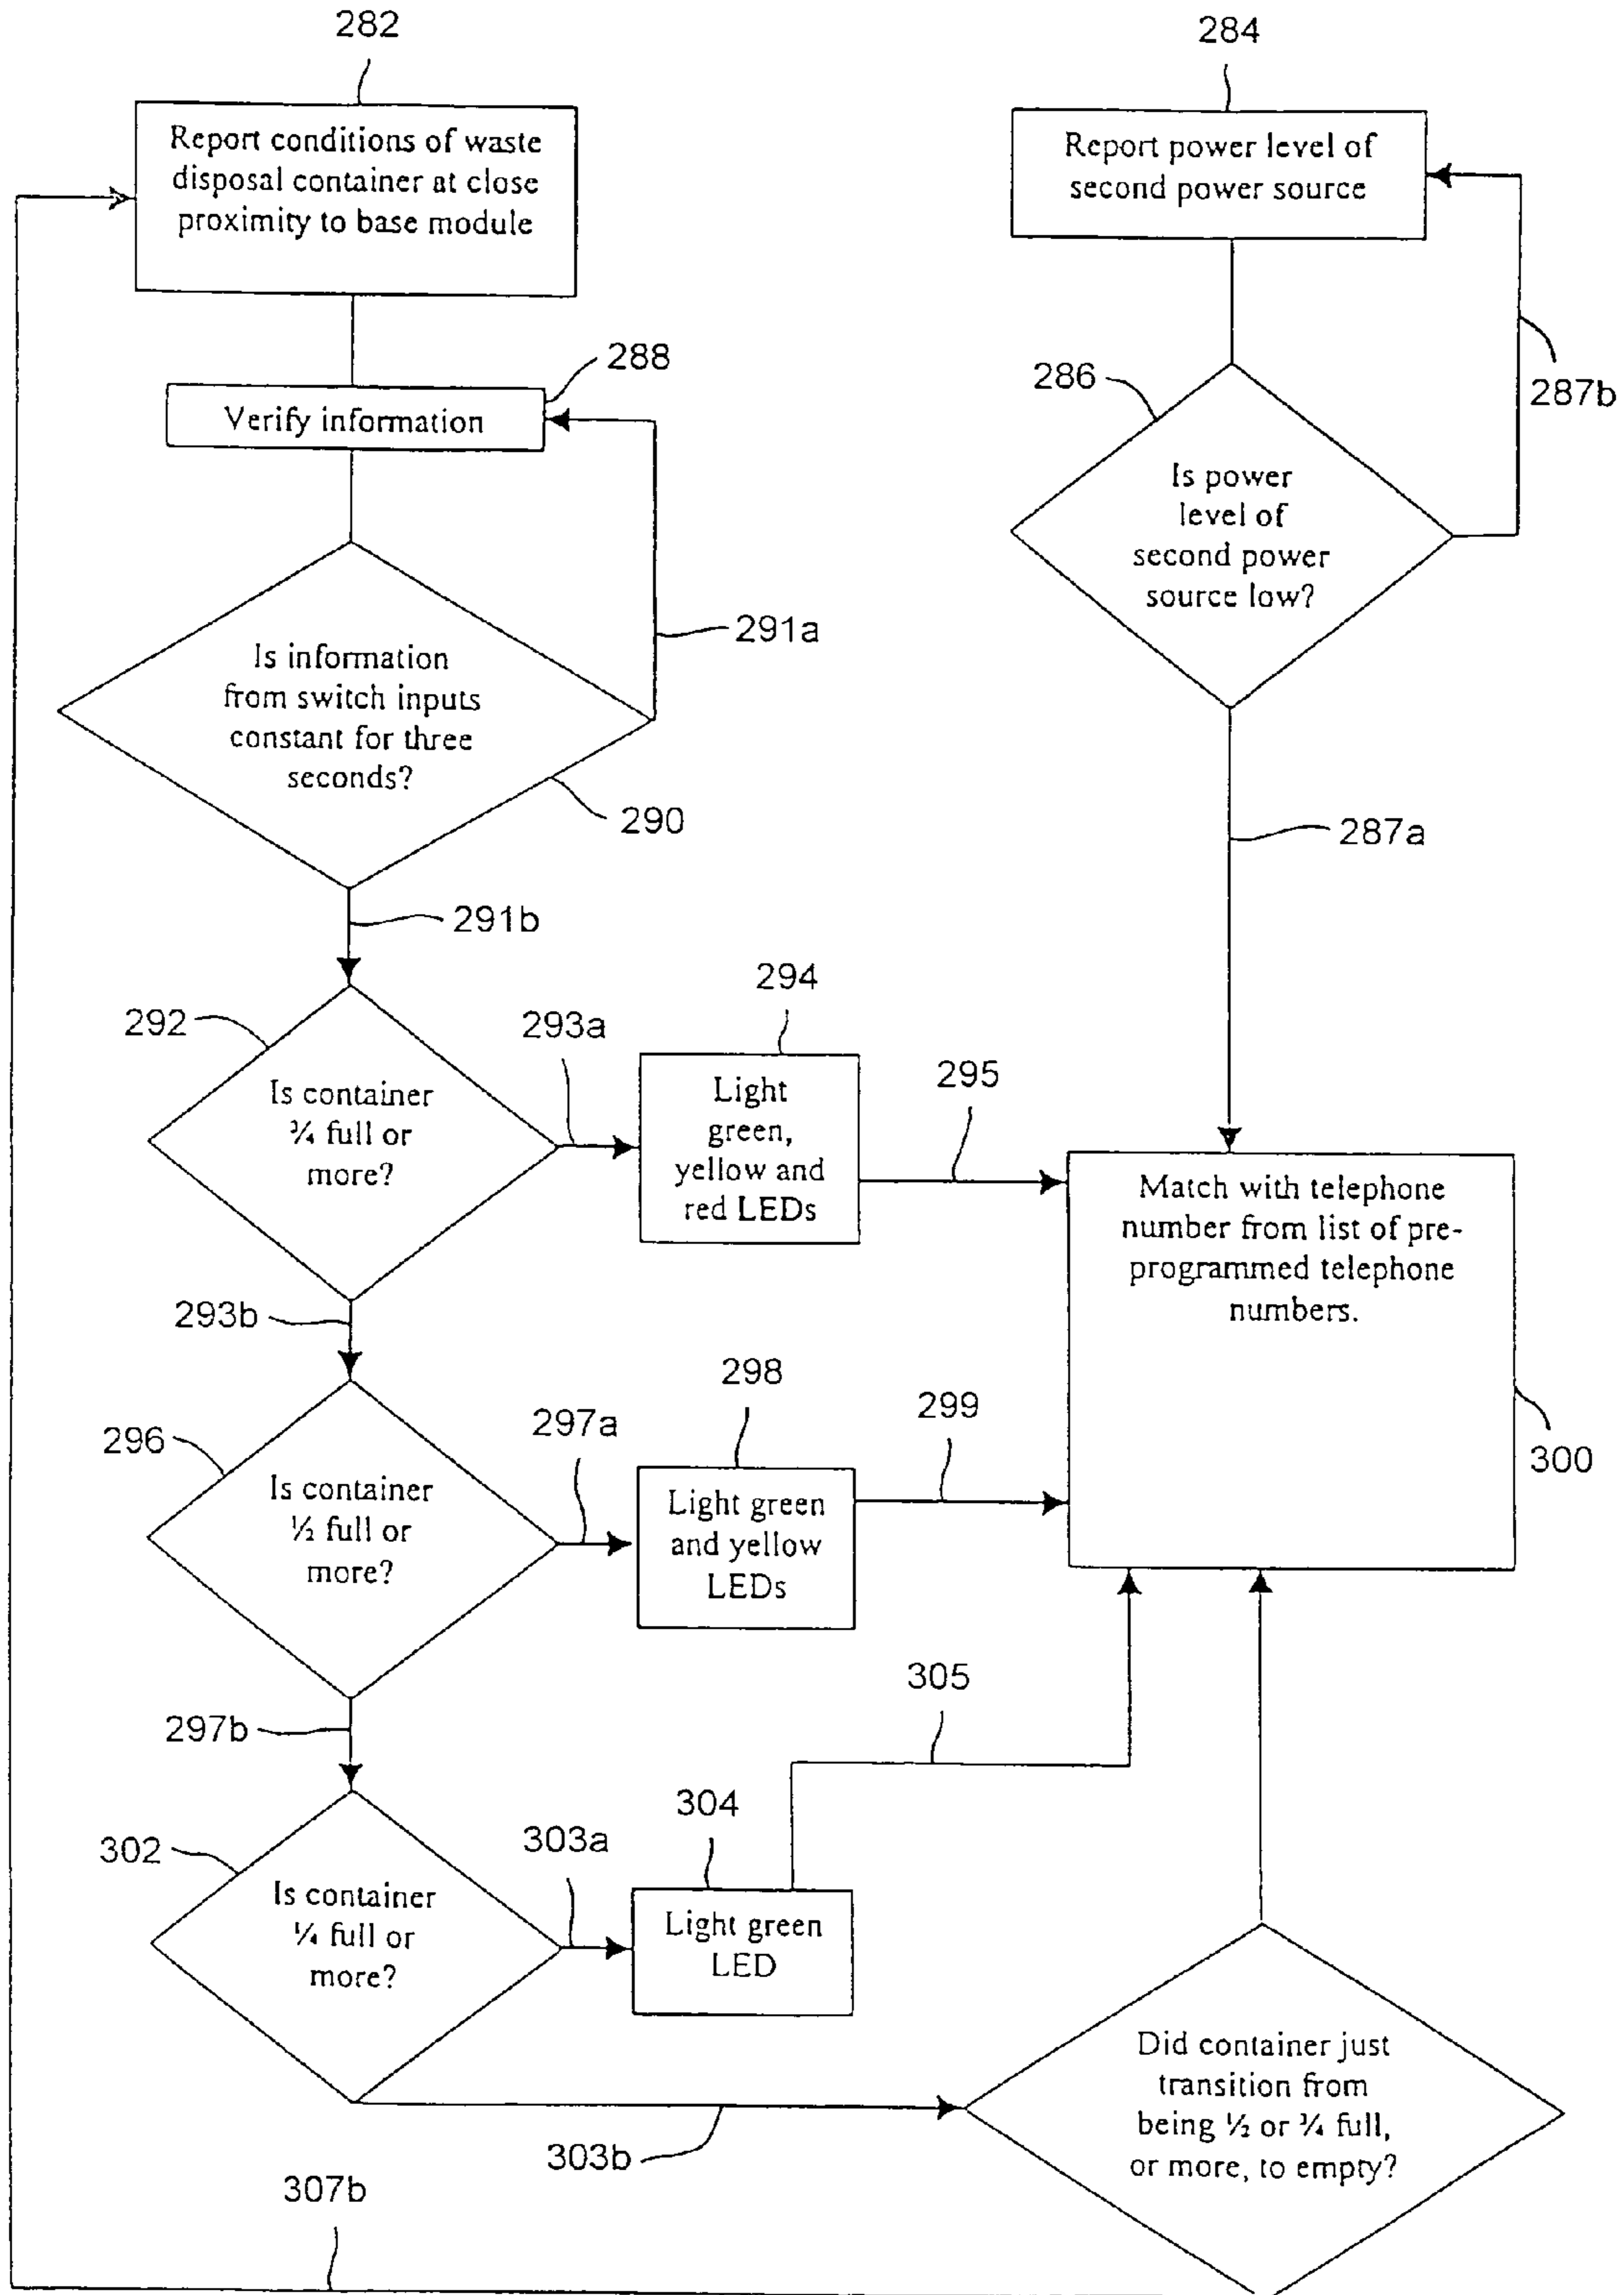 282
284
Report conditions of waste
disposal container at close
proximity to base module
Report power level of
second power source
288
Verify information
286
287b
Is power
level of
second power
source low?
291a
Is information
from switch inputs
constant for three
seconds?
290
287a
291b
294
292
293a
295
Is container
¾ full or
more?
Light
green,
yellow and
red LEDs
Match with telephone
number from list of pre-
programmed telephone
numbers.
293b
298
299
296
297a
300
Is container
½ full or
more?
Light green
and yellow
LEDs
305
297b
304
302
303a
Is container
¼ full or
more?
Light green
LED
Did container just
transition from
being ½ or ¾ full,
or more, to empty?
303b
307b